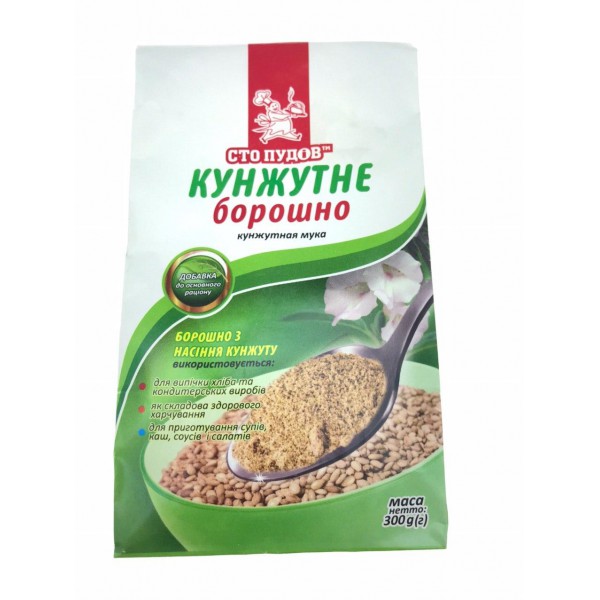 СТО ПУДОВ™
КУНЖУТНЕ
борошно
кунжутная мука
ДОБАВКА
до основного
раціону
БОРОШНО З
НАСІННЯ КУНЖУТУ
використовується:
для випічки хліба та
кондитерських виробів
як складова здорового
харчування
для приготування супів,
каш, соусів і салатів
маса
нетто:
300g(г)